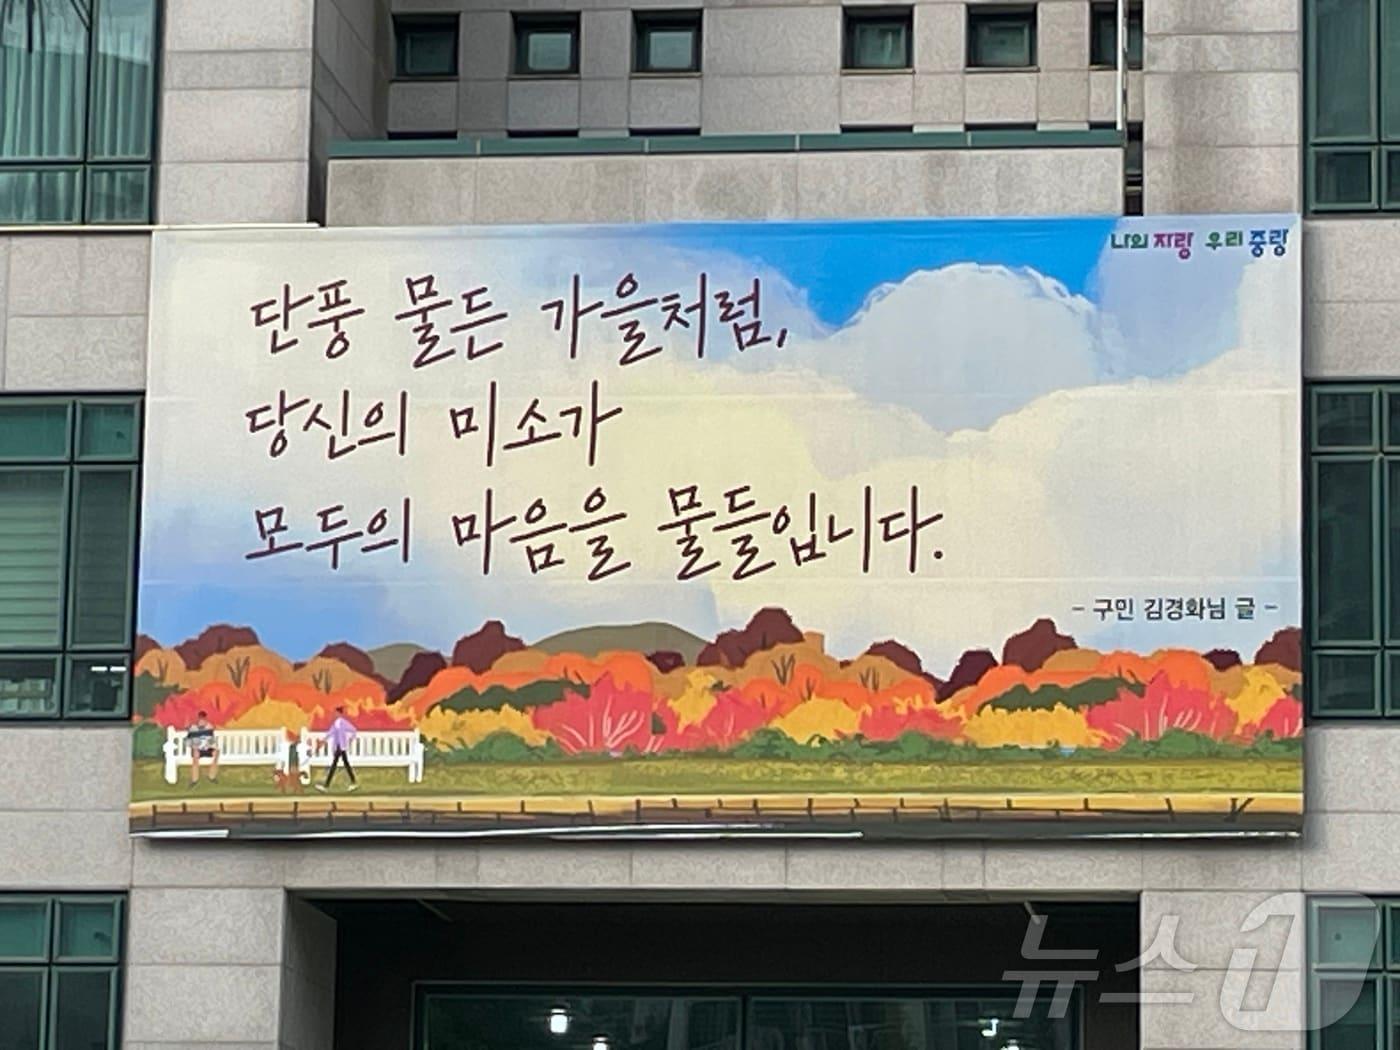 나의 자랑 우리 중랑
단풍 물든 가을처럼,
당신의 미소가
모두의 마음을 물들입니다.
- 구민 김경화님 글 -
뉴스1